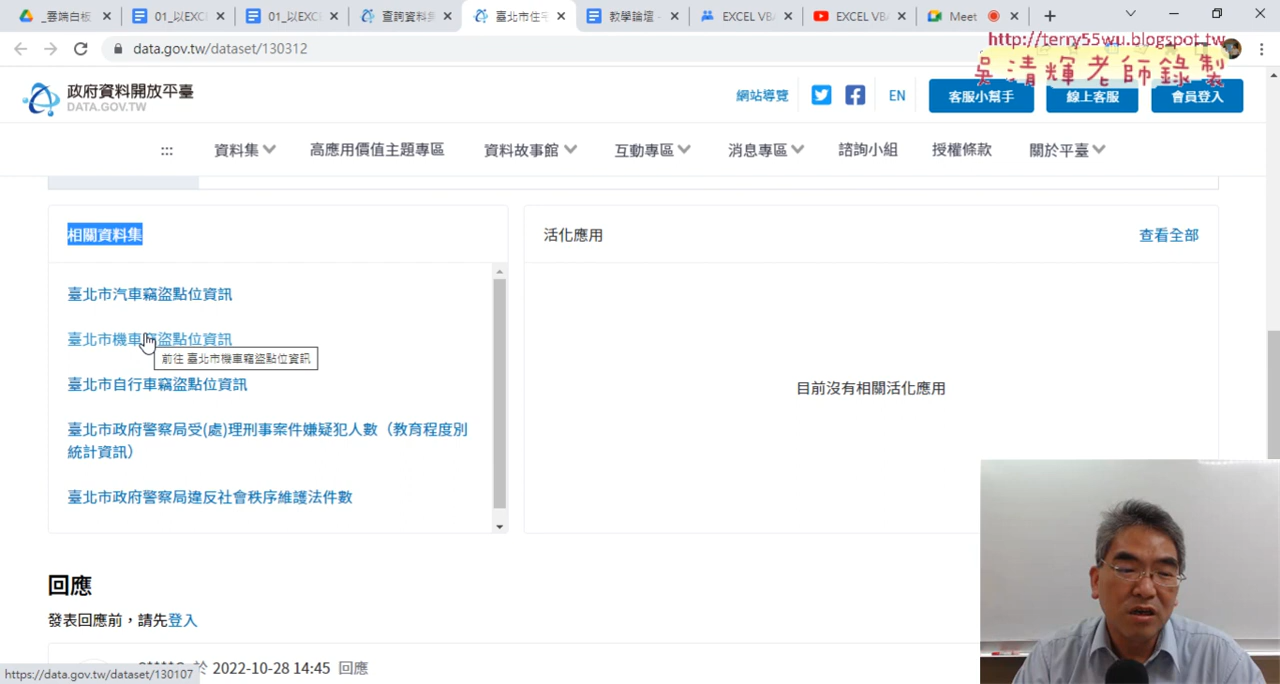 _雲端白板
01_以EXC
01_以EXCE
查詢資料集
臺北市住宅
教學論壇 -
EXCEL VBA
EXCEL VBA
Meet
data.gov.tw/dataset/130312
http://terry55wu.blogspot.tw
吳清輝老師錄製
政府資料開放平臺
DATA.GOV.TW
網站導覽
EN
客服小幫手
線上客服
會員登入
:::
資料集
高應用價值主題專區
資料故事館
互動專區
消息專區
諮詢小組
授權條款
關於平臺
相關資料集
活化應用
查看全部
臺北市汽車竊盜點位資訊
臺北市機車竊盜點位資訊
前往 臺北市機車竊盜點位資訊
臺北市自行車竊盜點位資訊
目前沒有相關活化應用
臺北市政府警察局受(處)理刑事案件嫌疑犯人數（教育程度別
統計資訊）
臺北市政府警察局違反社會秩序維護法件數
回應
發表回應前，請先登入
於 2022-10-28 14:45 回應
https://data.gov.tw/dataset/130107